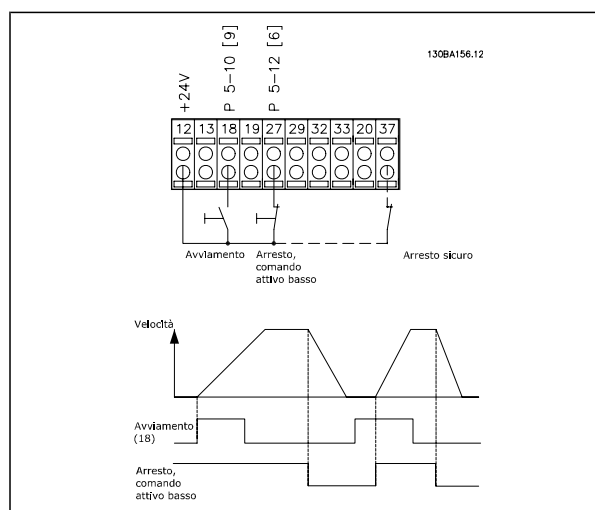 130BA156.12
+24V
P 5-10 [9]
P 5-12 [6]
12 13 18 19 27 29 32 33 20 37
Avviamento
Arresto,
comando
attivo basso
Arresto sicuro
Velocità
Avviamento
(18)
Arresto,
comando
attivo basso